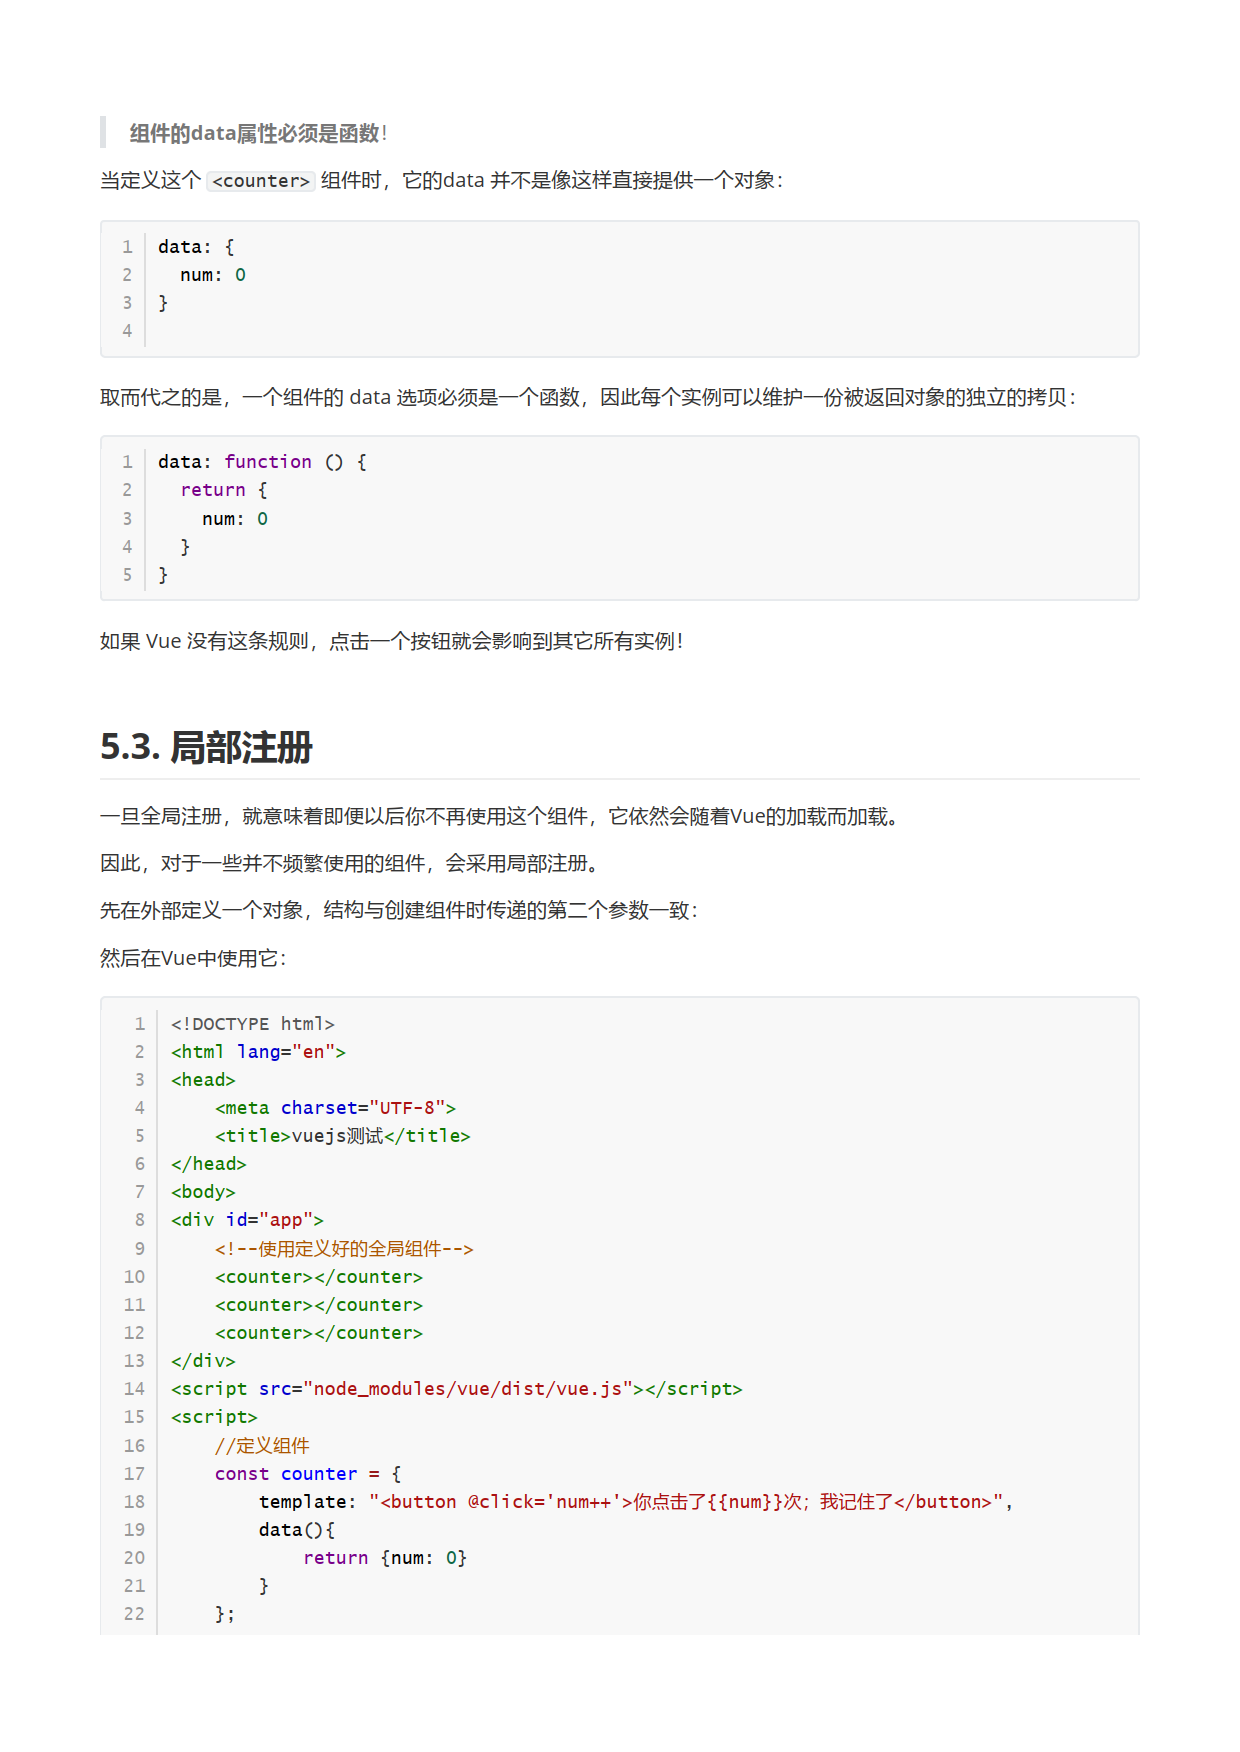 组件的data属性必须是函数！
当定义这个 <counter> 组件时，它的data 并不是像这样直接提供一个对象：
1 data: {
2   num: 0
3 }
4
取而代之的是，一个组件的 data 选项必须是一个函数，因此每个实例可以维护一份被返回对象的独立的拷贝：
1 data: function () {
2   return {
3     num: 0
4   }
5 }
如果 Vue 没有这条规则，点击一个按钮就会影响到其它所有实例！
5.3. 局部注册
一旦全局注册，就意味着即便以后你不再使用这个组件，它依然会随着Vue的加载而加载。
因此，对于一些并不频繁使用的组件，会采用局部注册。
先在外部定义一个对象，结构与创建组件时传递的第二个参数一致：
然后在Vue中使用它：
1 <!DOCTYPE html>
2 <html lang="en">
3 <head>
4     <meta charset="UTF-8">
5     <title>vuejs测试</title>
6 </head>
7 <body>
8 <div id="app">
9     <!--使用定义好的全局组件-->
10     <counter></counter>
11     <counter></counter>
12     <counter></counter>
13 </div>
14 <script src="node_modules/vue/dist/vue.js"></script>
15 <script>
16     //定义组件
17     const counter = {
18         template: "<button @click='num++'>你点击了{{num}}次；我记住了</button>",
19         data(){
20             return {num: 0}
21         }
22     };